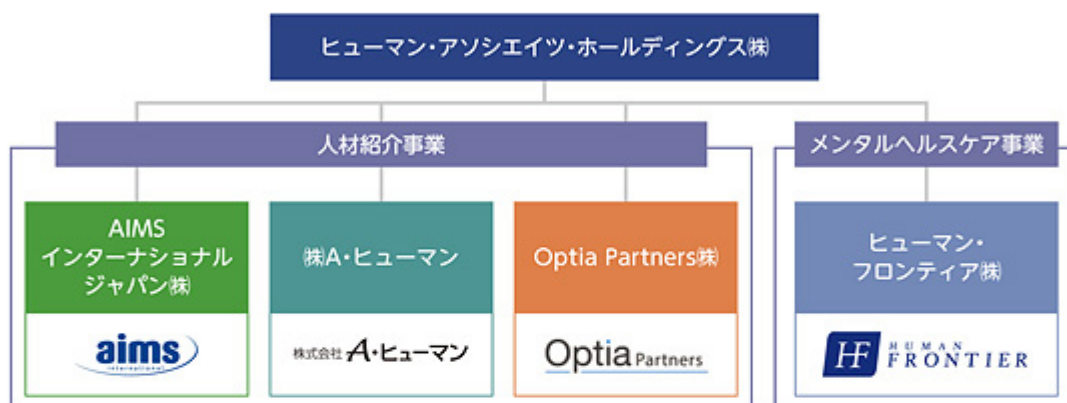 ヒューマン・アソシエイツ・ホールディングス㈱
人材紹介事業
メンタルヘルスケア事業
AIMS
インターナショナル
ジャパン㈱
㈱A・ヒューマン
Optia Partners㈱
ヒューマン・
フロンティア㈱
aims
international
株式会社 A・ヒューマン
Optia Partners
HF HUMAN
FRONTIER